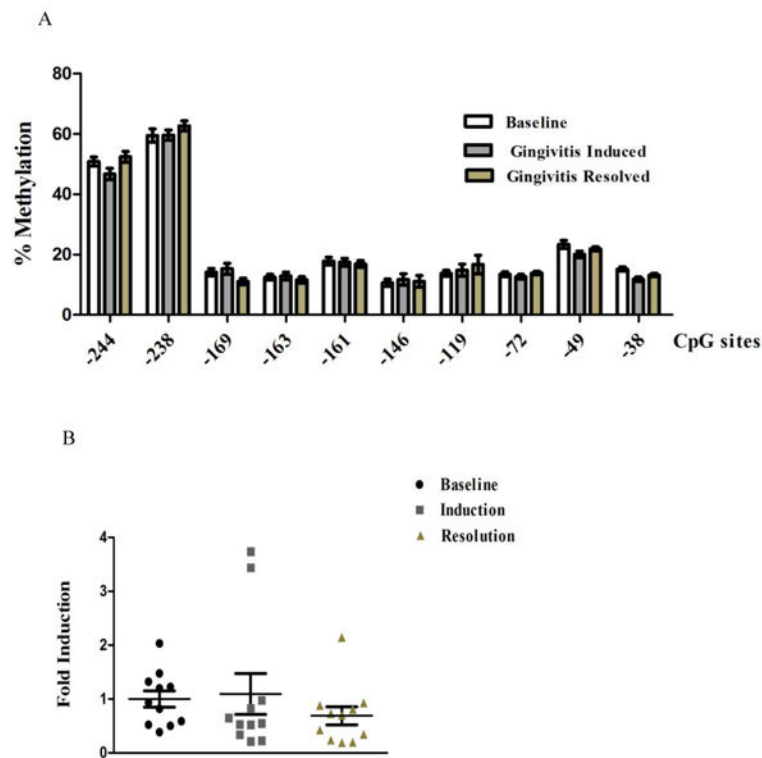 A
80
60
40
20
0
% Methylation
Baseline
Gingivitis Induced
Gingivitis Resolved
-244
-238
-169
-163
-161
-146
-119
-72
-49
-38
CpG sites
B
Baseline
Induction
Resolution
4
3
2
1
0
Fold Induction